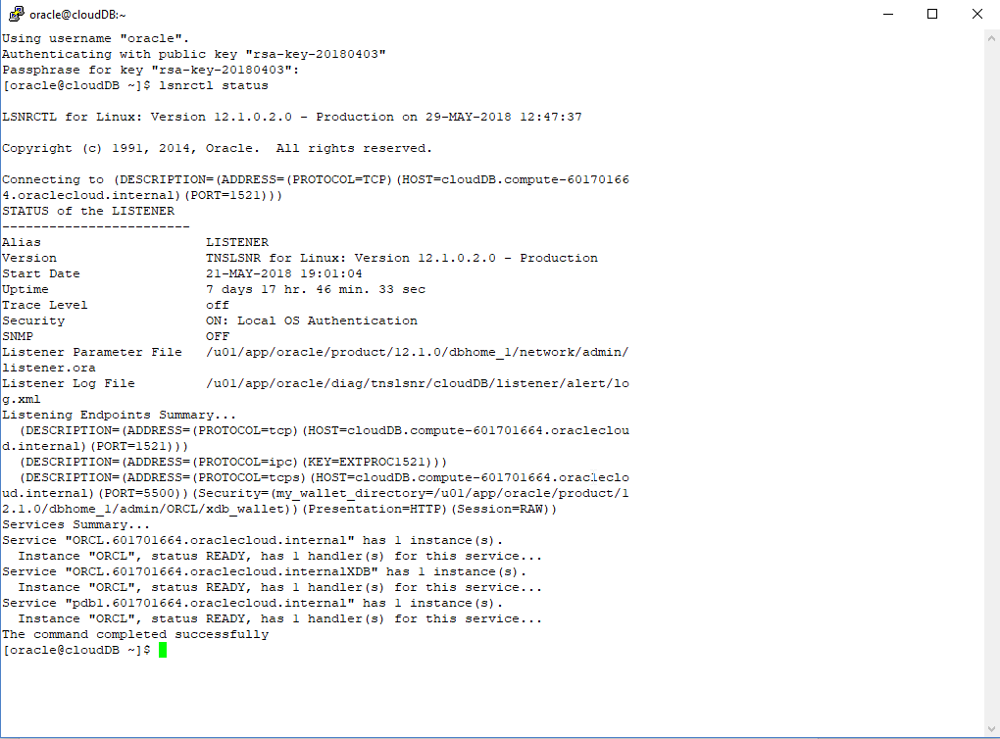 oracle@cloudDB:~
Using username "oracle".
Authenticating with public key "rsa-key-20180403"
Passphrase for key "rsa-key-20180403":
[oracle@cloudDB ~]$ lsnrctl status
LSNRCTL for Linux: Version 12.1.0.2.0 - Production on 29-MAY-2018 12:47:37
Copyright (c) 1991, 2014, Oracle.  All rights reserved.
Connecting to (DESCRIPTION=(ADDRESS=(PROTOCOL=TCP)(HOST=cloudDB.compute-60170166
4.oraclecloud.internal)(PORT=1521)))
STATUS of the LISTENER
------------------------
Alias                     LISTENER
Version                   TNSLSNR for Linux: Version 12.1.0.2.0 - Production
Start Date                21-MAY-2018 19:01:04
Uptime                    7 days 17 hr. 46 min. 33 sec
Trace Level               off
Security                  ON: Local OS Authentication
SNMP                      OFF
Listener Parameter File   /u01/app/oracle/product/12.1.0/dbhome_1/network/admin/
listener.ora
Listener Log File         /u01/app/oracle/diag/tnslsnr/cloudDB/listener/alert/lo
g.xml
Listening Endpoints Summary...
  (DESCRIPTION=(ADDRESS=(PROTOCOL=tcp)(HOST=cloudDB.compute-601701664.oracleclou
d.internal)(PORT=1521)))
  (DESCRIPTION=(ADDRESS=(PROTOCOL=ipc)(KEY=EXTPROC1521)))
  (DESCRIPTION=(ADDRESS=(PROTOCOL=tcps)(HOST=cloudDB.compute-601701664.oracleclo
ud.internal)(PORT=5500))(Security=(my_wallet_directory=/u01/app/oracle/product/1
2.1.0/dbhome_1/admin/ORCL/xdb_wallet))(Presentation=HTTP)(Session=RAW))
Services Summary...
Service "ORCL.601701664.oraclecloud.internal" has 1 instance(s).
  Instance "ORCL", status READY, has 1 handler(s) for this service...
Service "ORCL.601701664.oraclecloud.internalXDB" has 1 instance(s).
  Instance "ORCL", status READY, has 1 handler(s) for this service...
Service "pdb1.601701664.oraclecloud.internal" has 1 instance(s).
  Instance "ORCL", status READY, has 1 handler(s) for this service...
The command completed successfully
[oracle@cloudDB ~]$